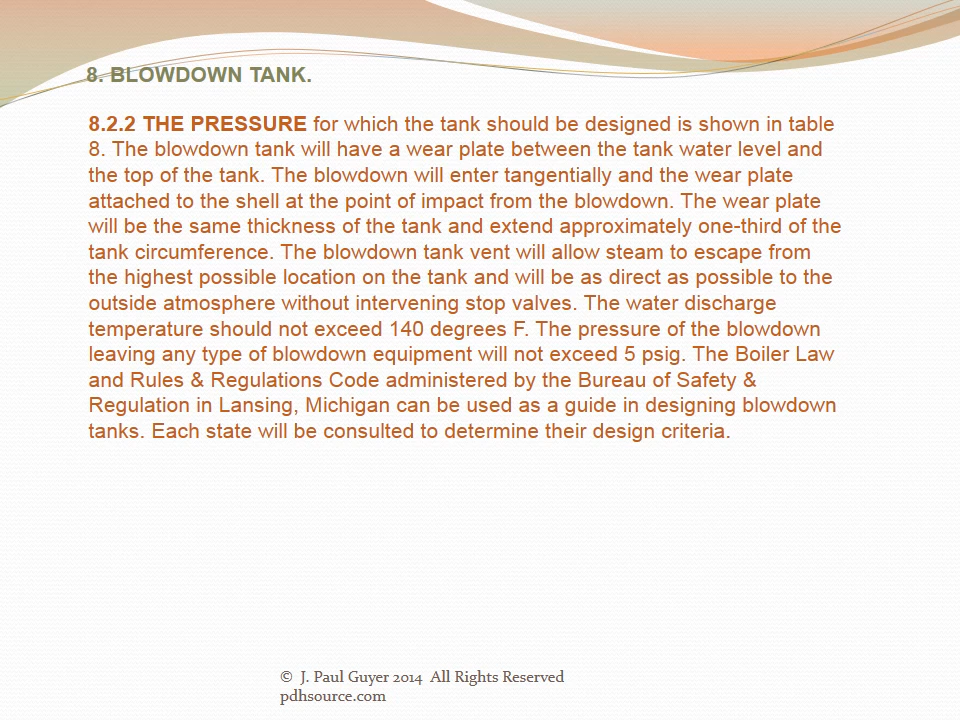 8. BLOWDOWN TANK.
8.2.2 THE PRESSURE for which the tank should be designed is shown in table
8. The blowdown tank will have a wear plate between the tank water level and
the top of the tank. The blowdown will enter tangentially and the wear plate
attached to the shell at the point of impact from the blowdown. The wear plate
will be the same thickness of the tank and extend approximately one-third of the
tank circumference. The blowdown tank vent will allow steam to escape from
the highest possible location on the tank and will be as direct as possible to the
outside atmosphere without intervening stop valves. The water discharge
temperature should not exceed 140 degrees F. The pressure of the blowdown
leaving any type of blowdown equipment will not exceed 5 psig. The Boiler Law
and Rules & Regulations Code administered by the Bureau of Safety &
Regulation in Lansing, Michigan can be used as a guide in designing blowdown
tanks. Each state will be consulted to determine their design criteria.
© J. Paul Guyer 2014 All Rights Reserved
pdhsource.com